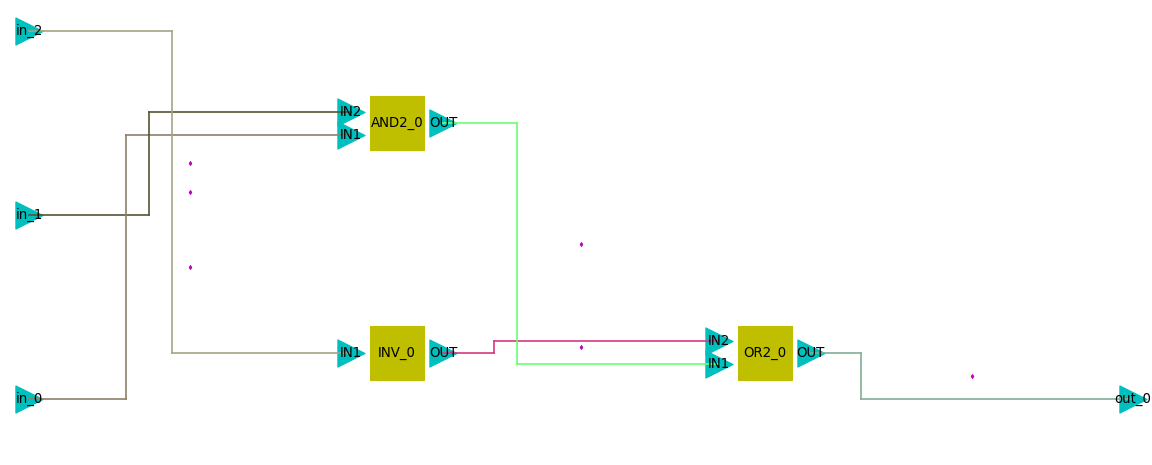 in_2
IN2
AND2_0
OUT
IN1
in_1
IN2
IN1
INV_0
OUT
OR2_0
OUT
IN1
in_0
out_0